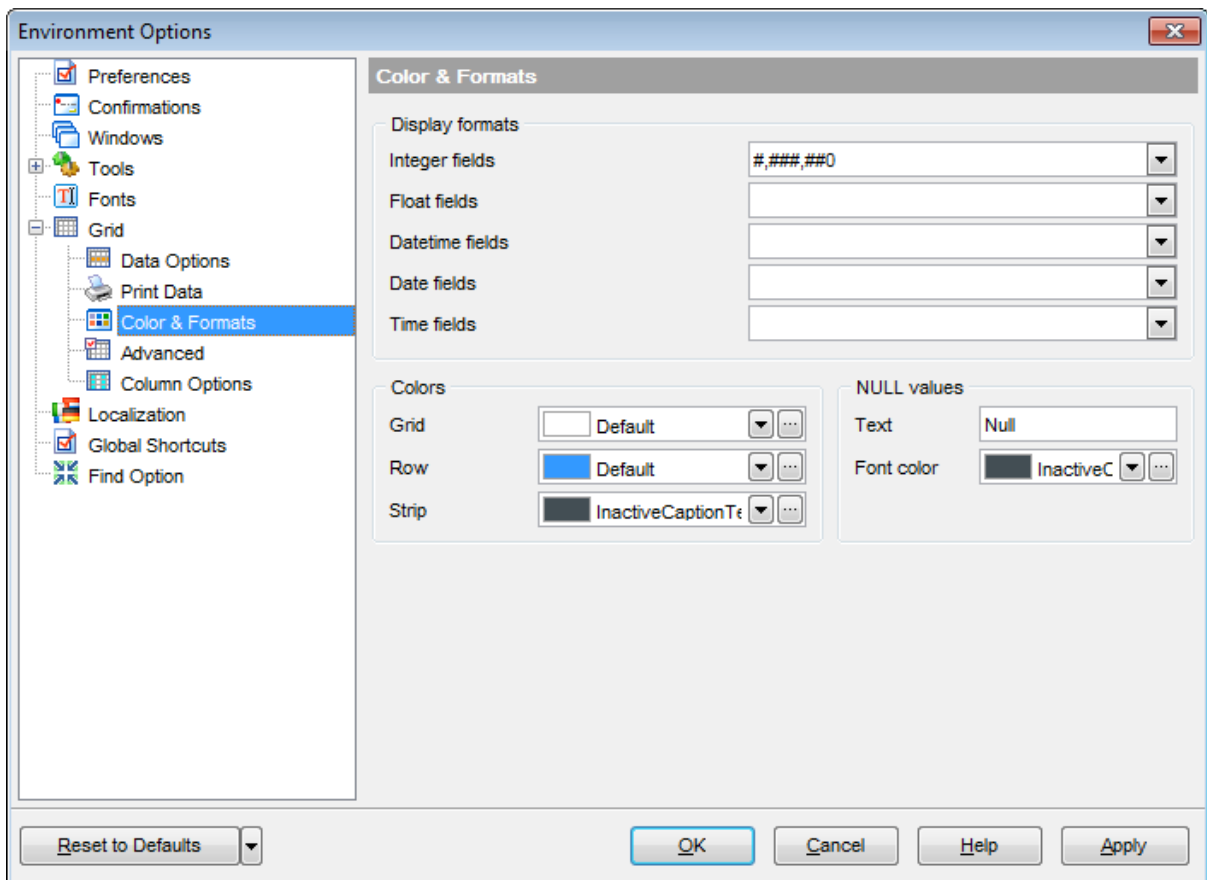 Environment Options
Preferences
Confirmations
Windows
Tools
Fonts
Grid
Data Options
Print Data
Color & Formats
Advanced
Column Options
Localization
Global Shortcuts
Find Option
Color & Formats
Display formats
Integer fields #,###,##0
Float fields
Datetime fields
Date fields
Time fields
Colors
Grid Default
Row Default
Strip InactiveCaptionTe
NULL values
Text Null
Font color InactiveC
Reset to Defaults OK Cancel Help Apply